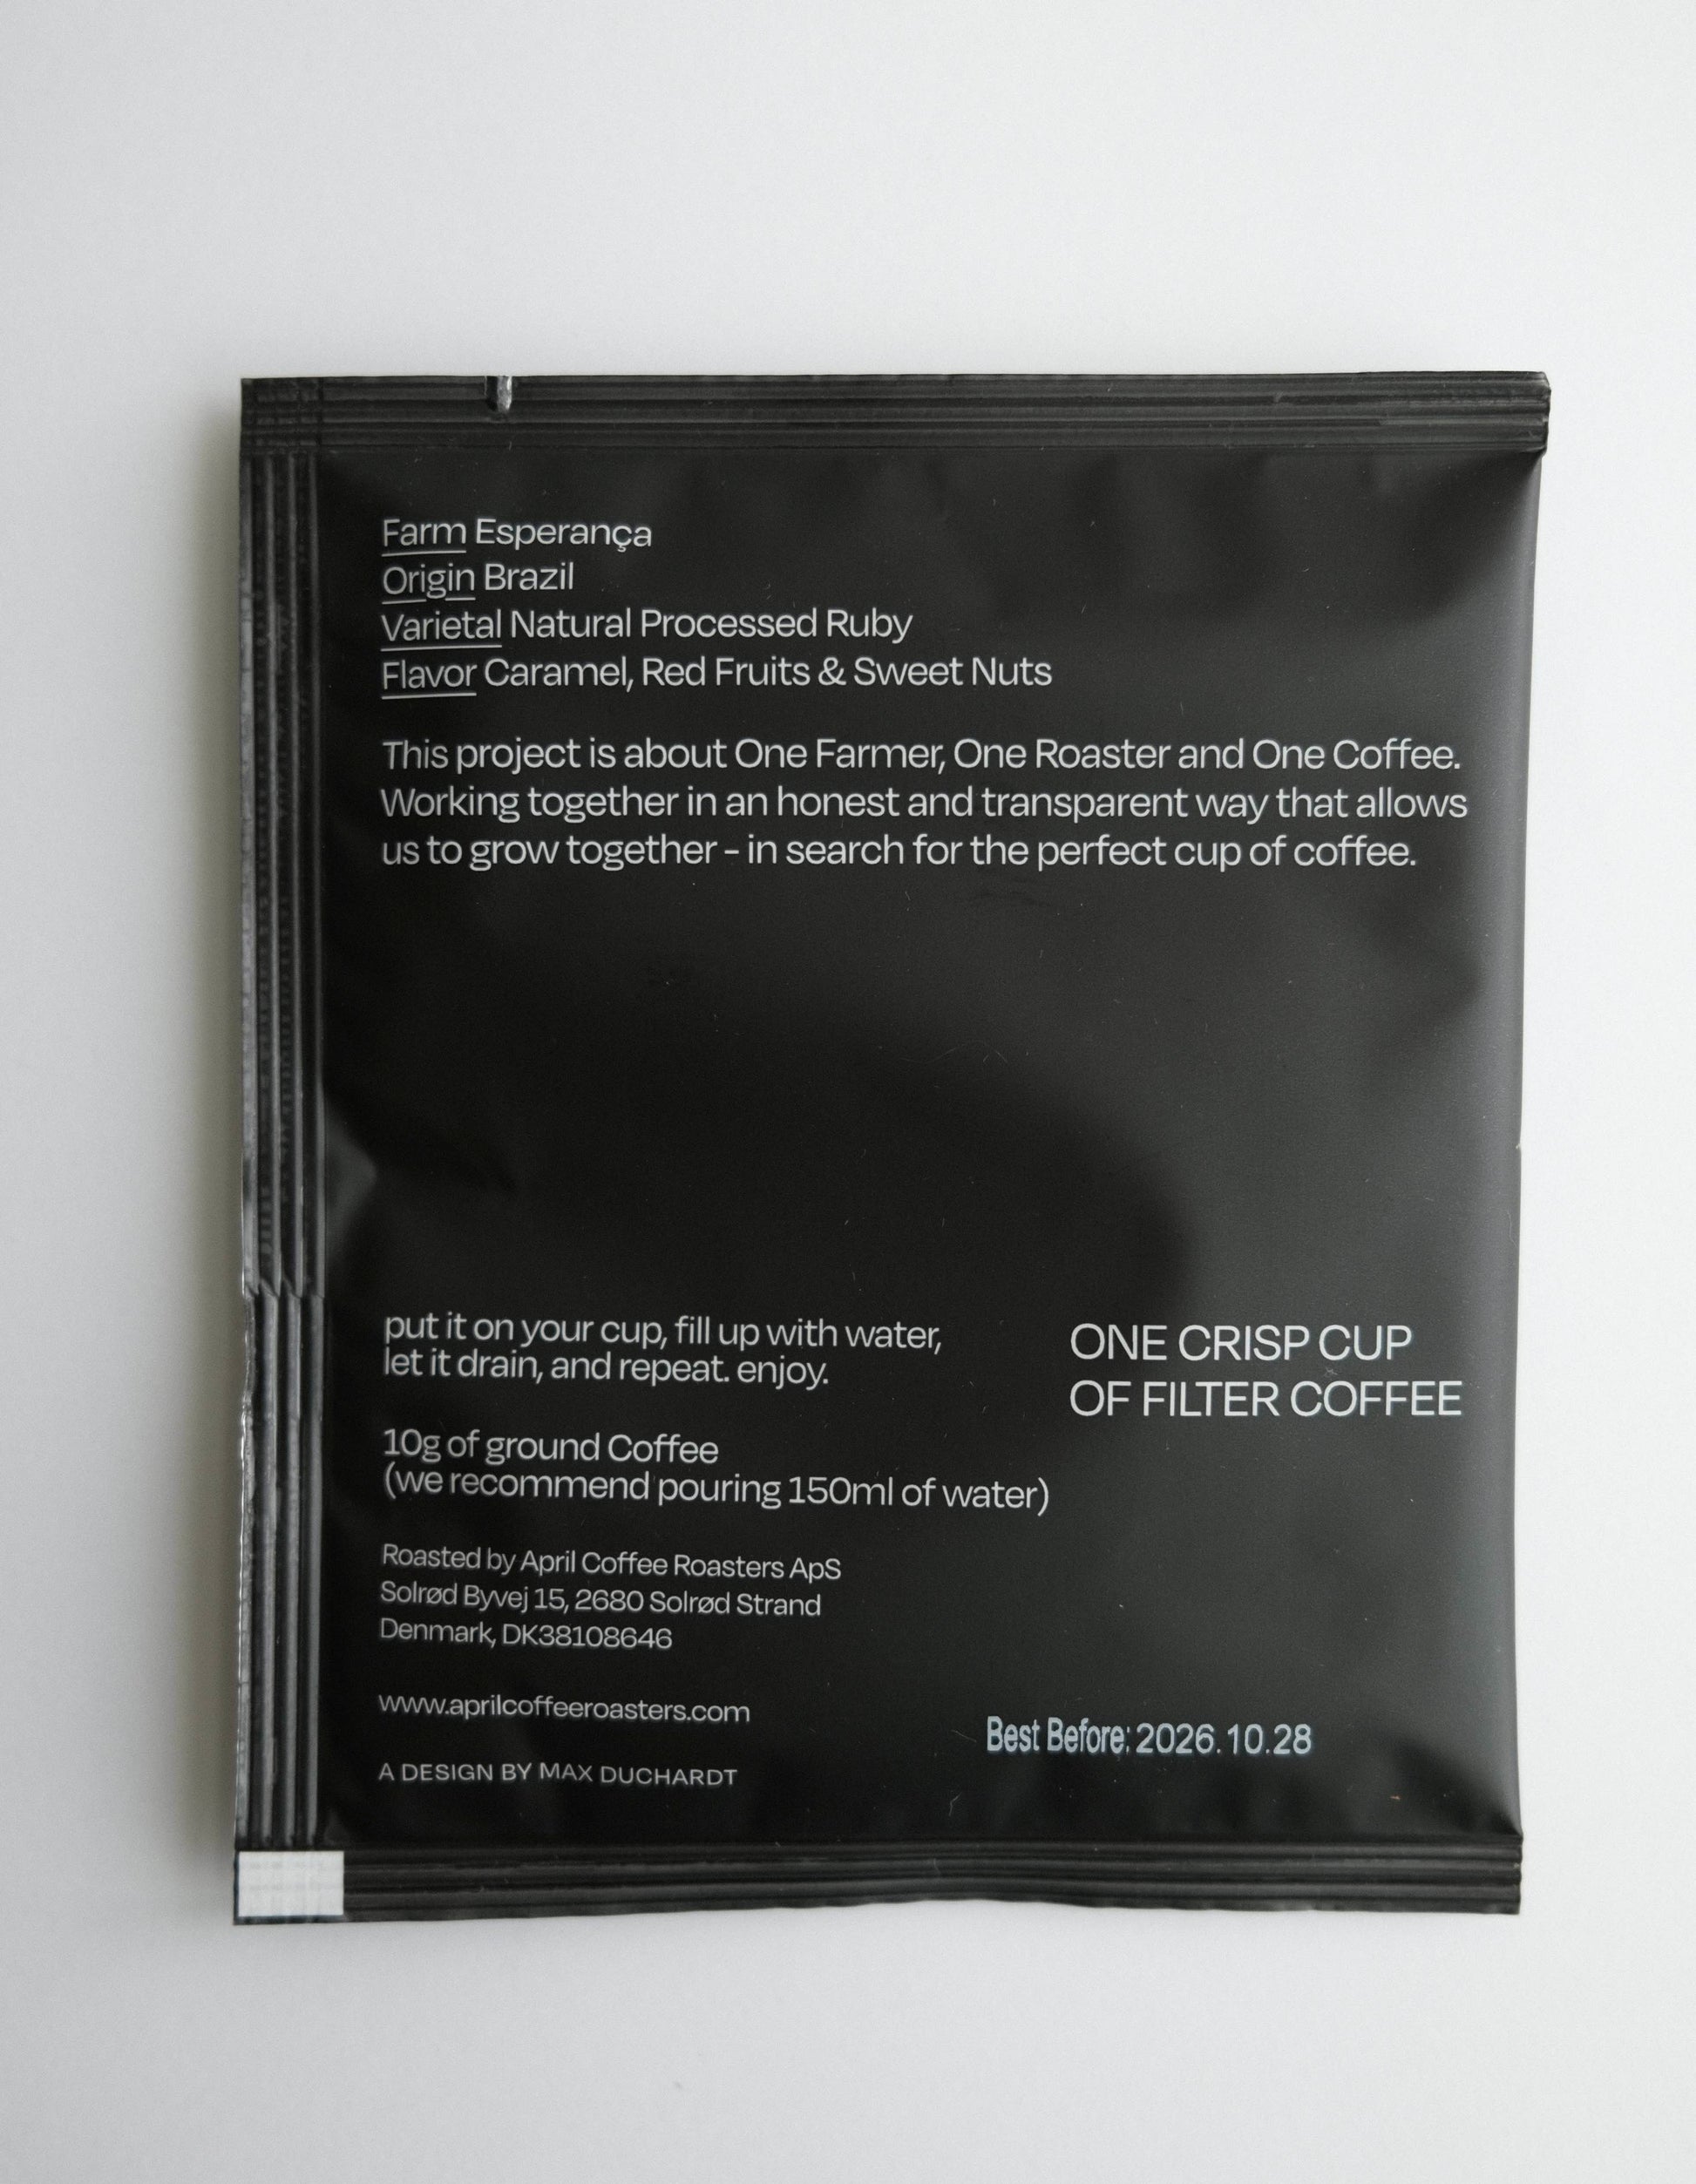 Farm Esperança
Origin Brazil
Varietal Natural Processed Ruby
Flavor Caramel, Red Fruits & Sweet Nuts
This project is about One Farmer, One Roaster and One Coffee.
Working together in an honest and transparent way that allows
us to grow together - in search for the perfect cup of coffee.
put it on your cup, fill up with water,
let it drain, and repeat. enjoy.
ONE CRISP CUP
OF FILTER COFFEE
10g of ground Coffee
(we recommend pouring 150ml of water)
Roasted by April Coffee Roasters ApS
Solrød Byvej 15, 2680 Solrød Strand
Denmark, DK38108646
www.aprilcoffeeroasters.com
Best Before: 2026.10.28
A DESIGN BY MAX DUCHARDT